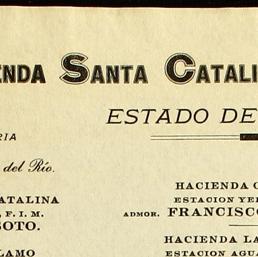 ENDA SANTA CATALI
ESTADO DE
RIA
del Río.
ATALINA
, F. I. M.
SOTO.
LAMO
HACIENDA C
ESTACION YE
ADMOR. FRANCISCO
HACIENDA LA
ESTACION AGUA